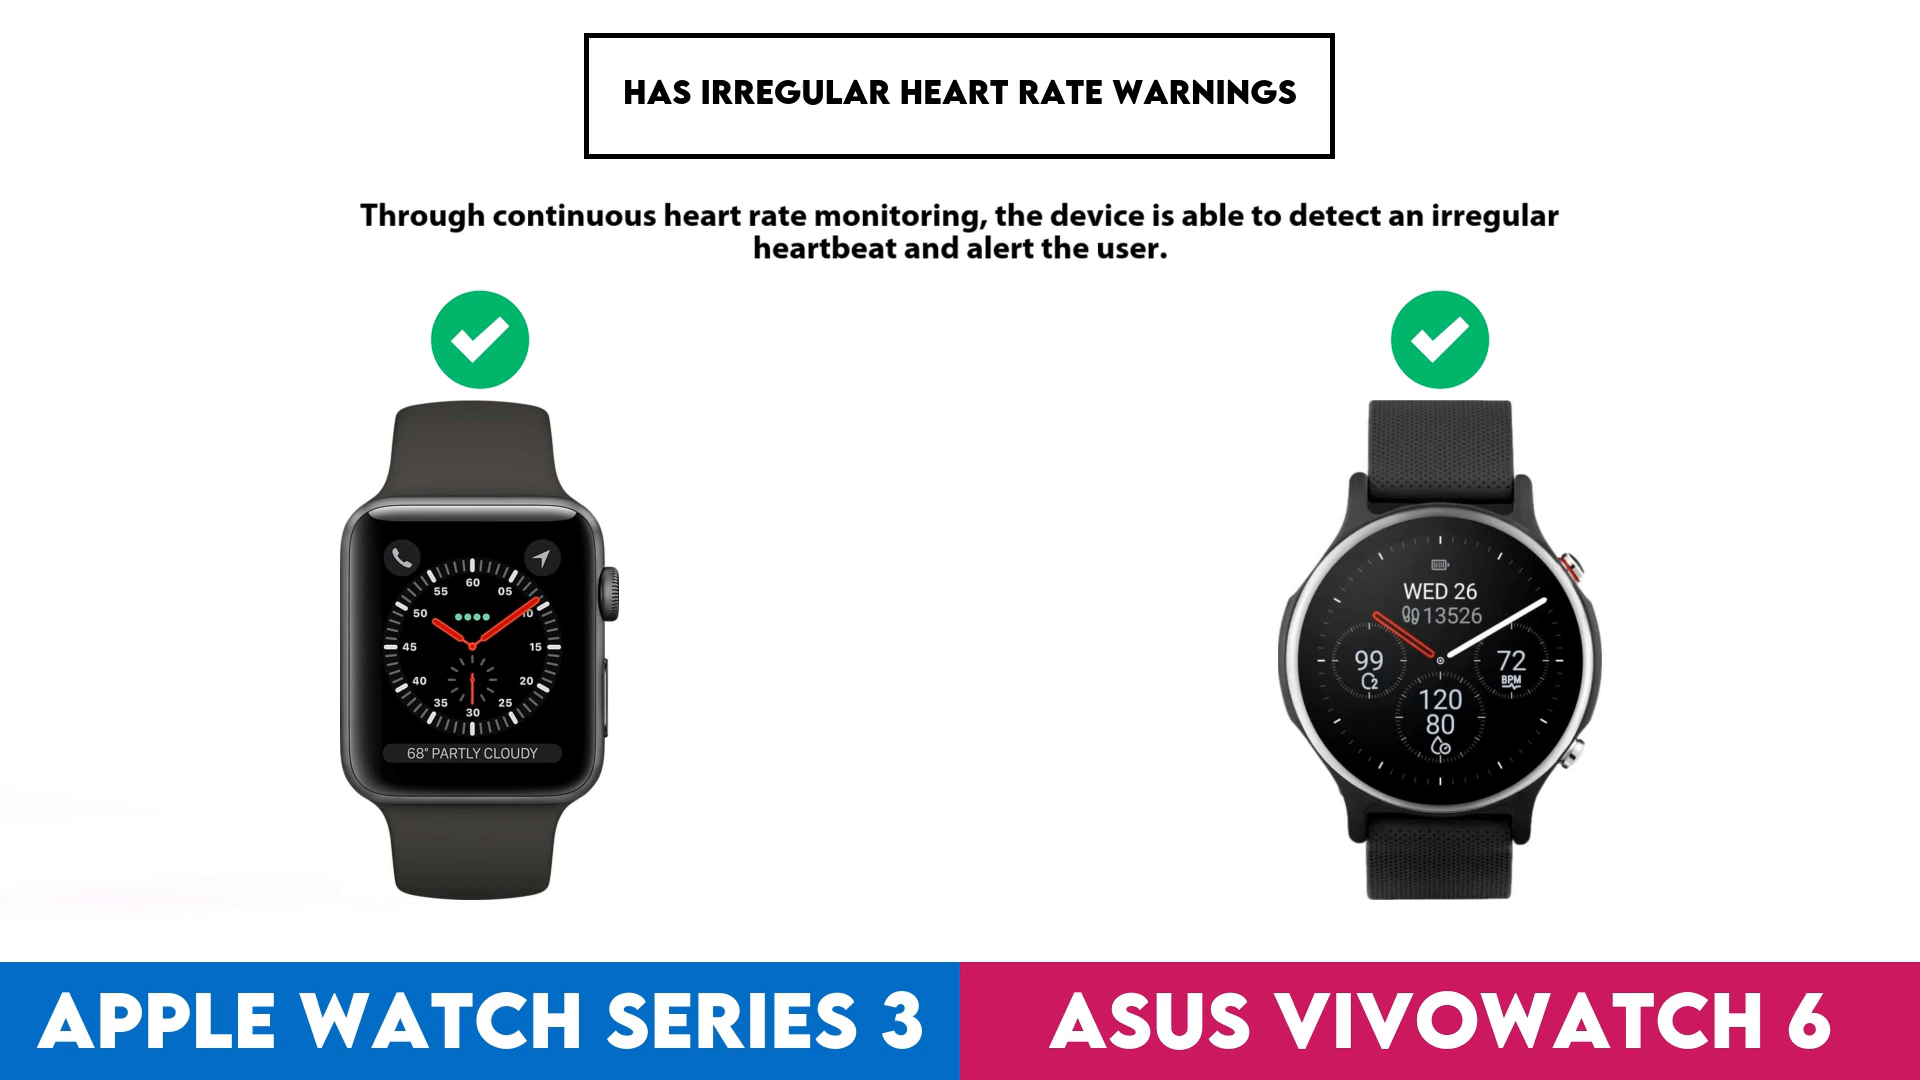 HAS IRREGULAR HEART RATE WARNINGS
Through continuous heart rate monitoring, the device is able to detect an irregular
heartbeat and alert the user.
60
55 05
50 10
45 15
40 20
35 25
30
68° PARTLY CLOUDY
WED 26
13526
99 72
BPM
120
80
APPLE WATCH SERIES 3 ASUS VIVOWATCH 6